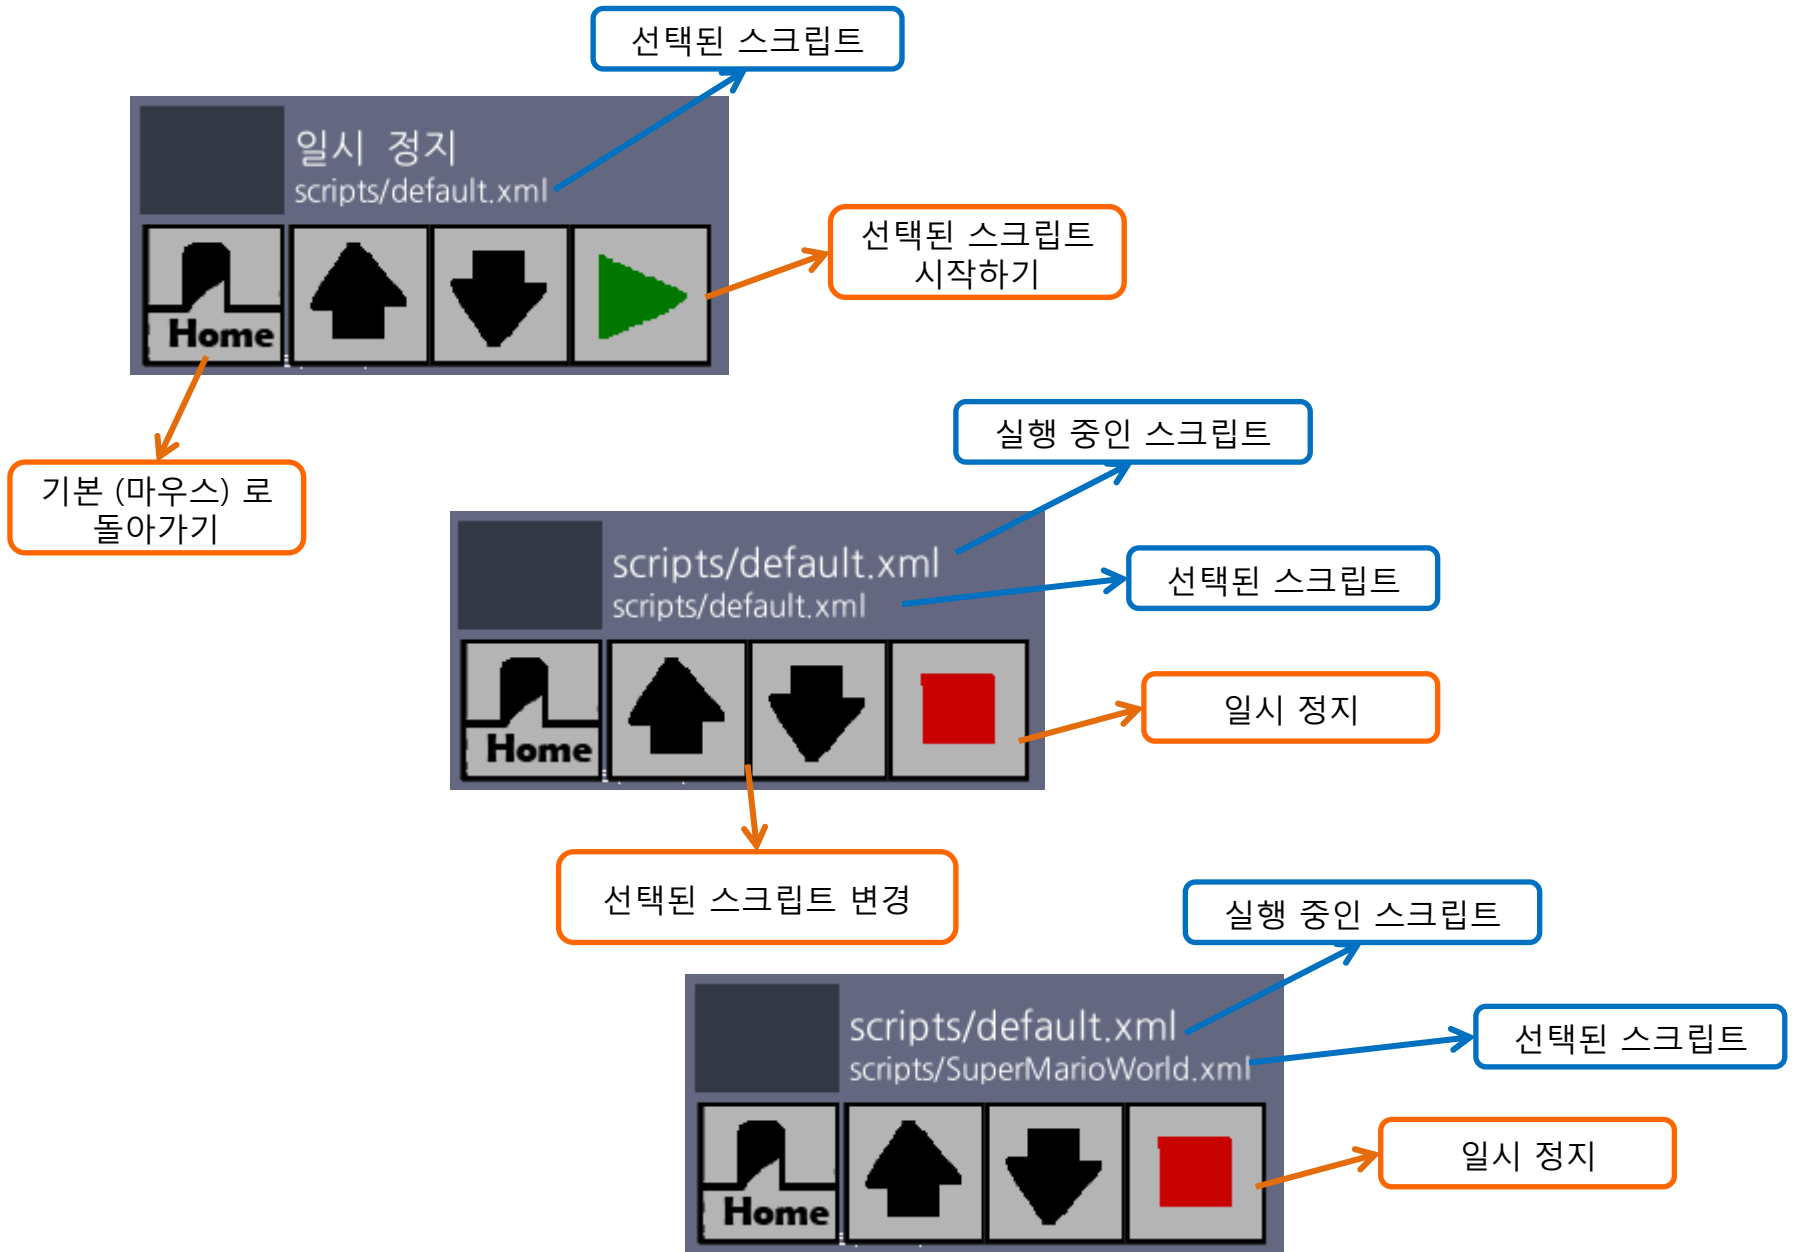 선택된 스크립트
일시 정지
scripts/default.xml
Home
선택된 스크립트
시작하기
기본 (마우스) 로
돌아가기
실행 중인 스크립트
scripts/default.xml
scripts/default.xml
선택된 스크립트
Home
일시 정지
선택된 스크립트 변경
실행 중인 스크립트
scripts/default.xml
scripts/SuperMarioWorld.xml
선택된 스크립트
Home
일시 정지